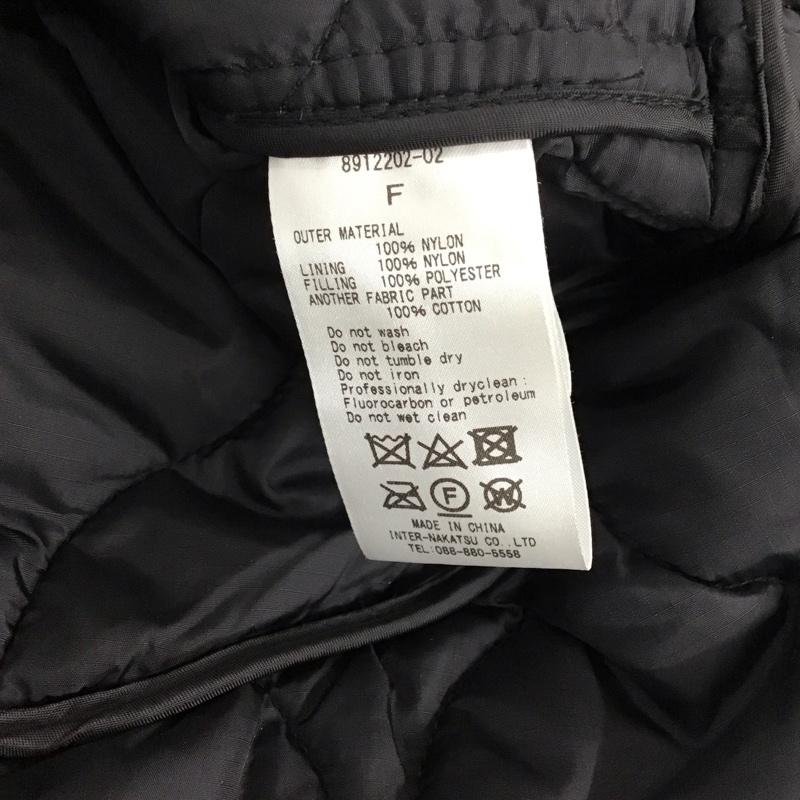 8912202-02
F
OUTER MATERIAL
100% NYLON
LINING 100% NYLON
FILLING 100% POLYESTER
ANOTHER FABRIC PART
100% COTTON
Do not wash
Do not bleach
Do not tumble dry
Do not iron
Professionally dryclean:
Fluorocarbon or petroleum
Do not wet clean
F W
MADE IN CHINA
INTER-NAKATSU CO.,LTD
TEL:088-880-5558